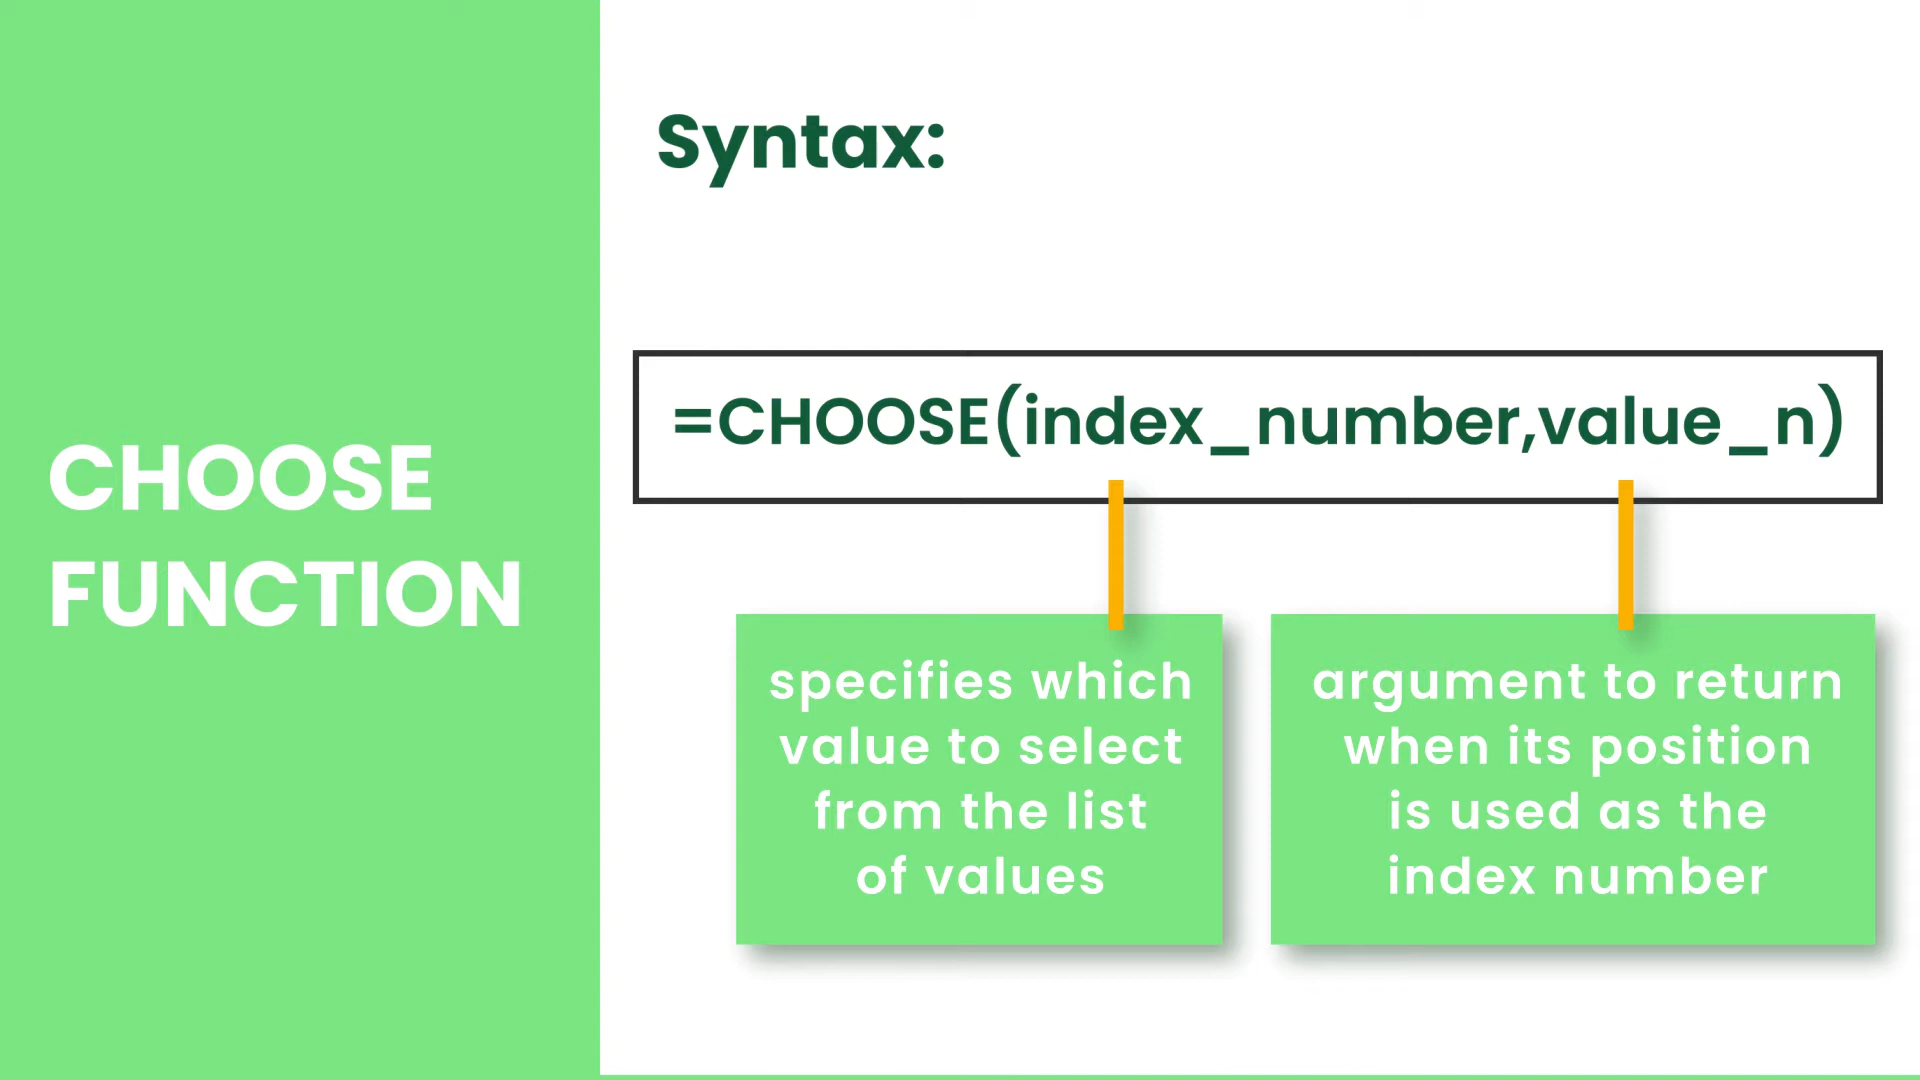 CHOOSE
FUNCTION
Syntax:
=CHOOSE(index_number,value_n)
specifies which
value to select
from the list
of values
argument to return
when its position
is used as the
index number